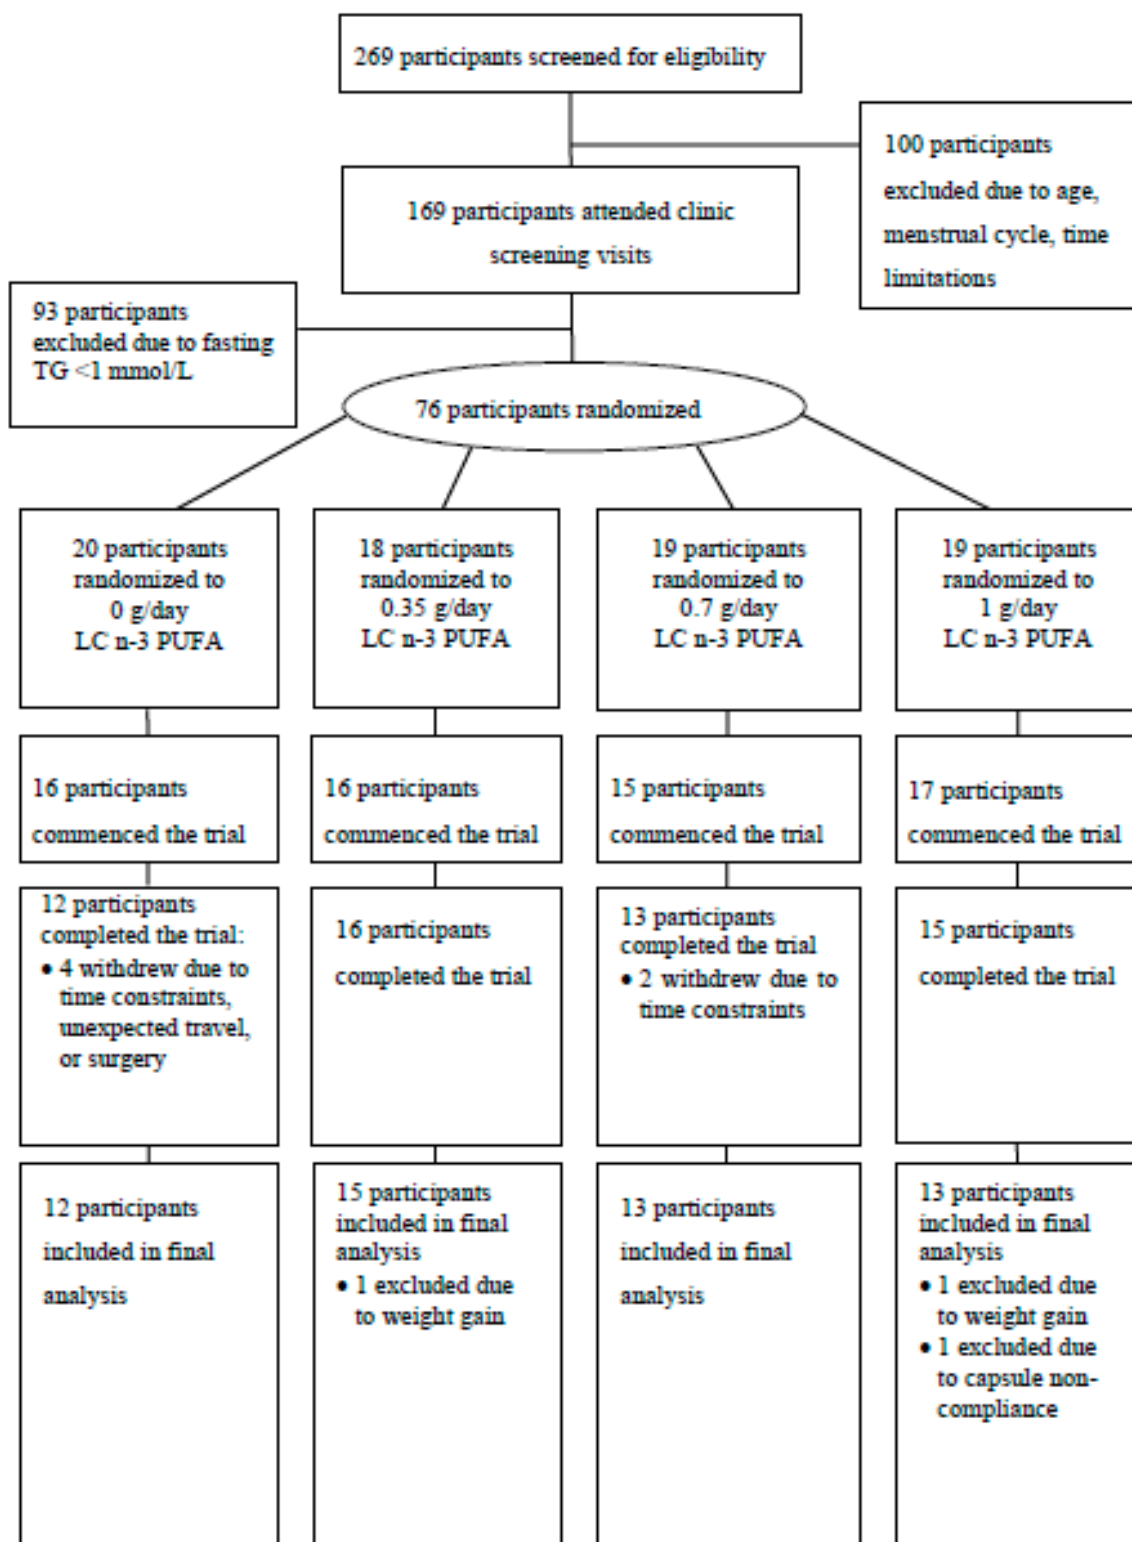 269 participants screened for eligibility
100 participants
excluded due to age,
menstrual cycle, time
limitations
169 participants attended clinic
screening visits
93 participants
excluded due to fasting
TG <1 mmol/L
76 participants randomized
20 participants
randomized to
0 g/day
LC n-3 PUFA
18 participants
randomized to
0.35 g/day
LC n-3 PUFA
19 participants
randomized to
0.7 g/day
LC n-3 PUFA
19 participants
randomized to
1 g/day
LC n-3 PUFA
16 participants
commenced the trial
16 participants
commenced the trial
15 participants
commenced the trial
17 participants
commenced the trial
12 participants
completed the trial:
• 4 withdrew due to
time constraints,
unexpected travel,
or surgery
16 participants
completed the trial
13 participants
completed the trial
• 2 withdrew due to
time constraints
15 participants
completed the trial
12 participants
included in final
analysis
15 participants
included in final
analysis
• 1 excluded due
to weight gain
13 participants
included in final
analysis
13 participants
included in final
analysis
• 1 excluded due
to weight gain
• 1 excluded due
to capsule non-
compliance